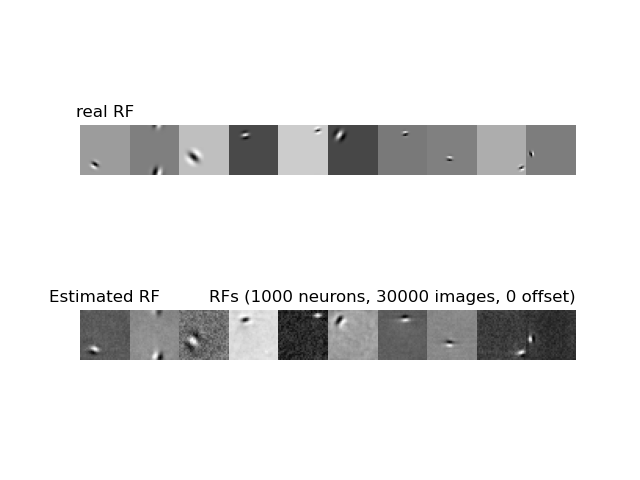 real RF
Estimated RF
RFs (1000 neurons, 30000 images, 0 offset)